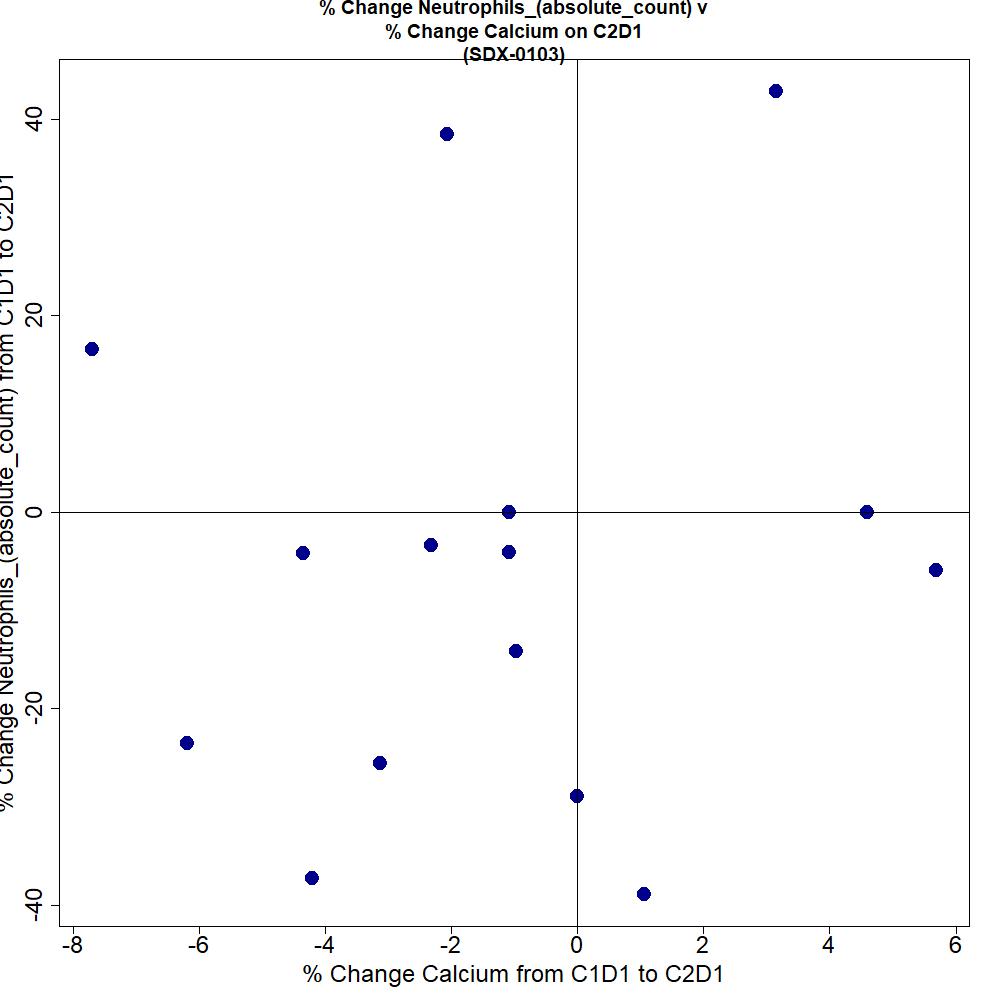 % Change Neutrophils_(absolute_count) v
% Change Calcium on C2D1
(SDX-0103)
% Change Neutrophils_(absolute_count) from C1D1 to C2D1
40
20
0
-20
-40
-8 -6 -4 -2 0 2 4 6
% Change Calcium from C1D1 to C2D1